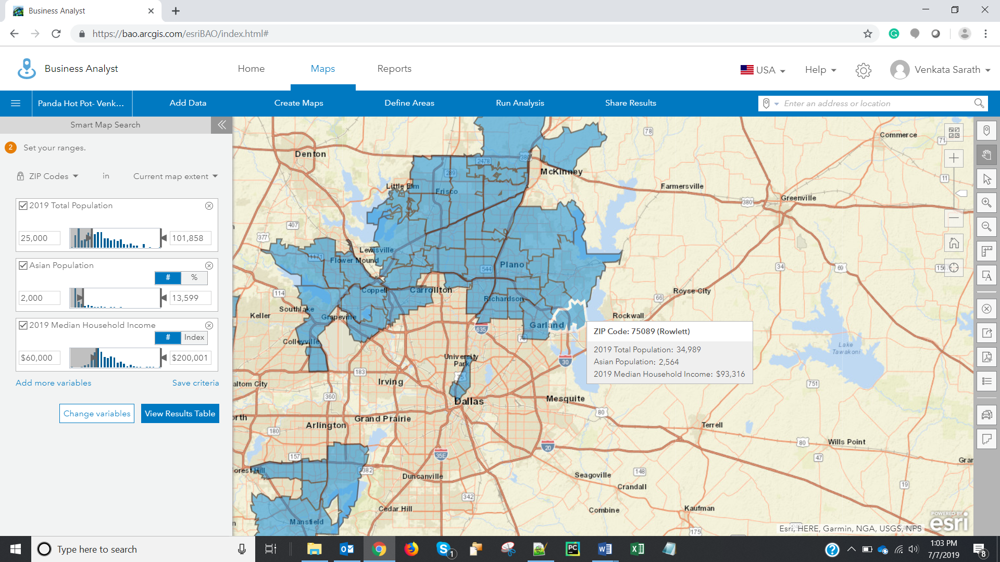 Business Analyst
https://bao.arcgis.com/esriBAO/index.html#
Business Analyst
Home
Maps
Reports
USA
Help
Venkata Sarath
Panda Hot Pot- Venk...
Add Data
Create Maps
Define Areas
Run Analysis
Share Results
Enter an address or location
Smart Map Search
2 Set your ranges.
ZIP Codes
in
Current map extent
2019 Total Population
25,000
101,858
Asian Population
# %
2,000
13,599
2019 Median Household Income
# Index
$60,000
$200,001
Add more variables
Save criteria
Change variables
View Results Table
78
Commerce
71
Denton
380
2478
McKinney
289
11
Little Elm
Farmersville
Frisco
Greenville
380
407
377
Lewisville
1171
Flower Mound
Plano
544
34
69
156
Coppell
Carrollton
Royse City
114
Richardson
66
Southlake
Keller
Grapevine
Rockwall
Garland
635
78
ZIP Code: 75089 (Rowlett)
2019 Total Population: 34,989
Asian Population: 2,564
2019 Median Household Income: $93,316
Colleyville
Lake
Tawakoni
University
Park
30
183
75
Irving
altom City
751
360
Dallas
Mesquite
80
orth
Grand Prairie
Arlington
Terrell
180
80
Wills Point
20
35E
157
47
Grar
orest Hill
1382
Duncanville
Seagoville
148
Crandall
19
342
Cedar Hill
Combine
Kaufman
Mansfield
n
175
POWERED BY
esri
Esri, HERE, Garmin, NGA, USGS, NPS
Type here to search
1
PC
1:03 PM
7/7/2019
8